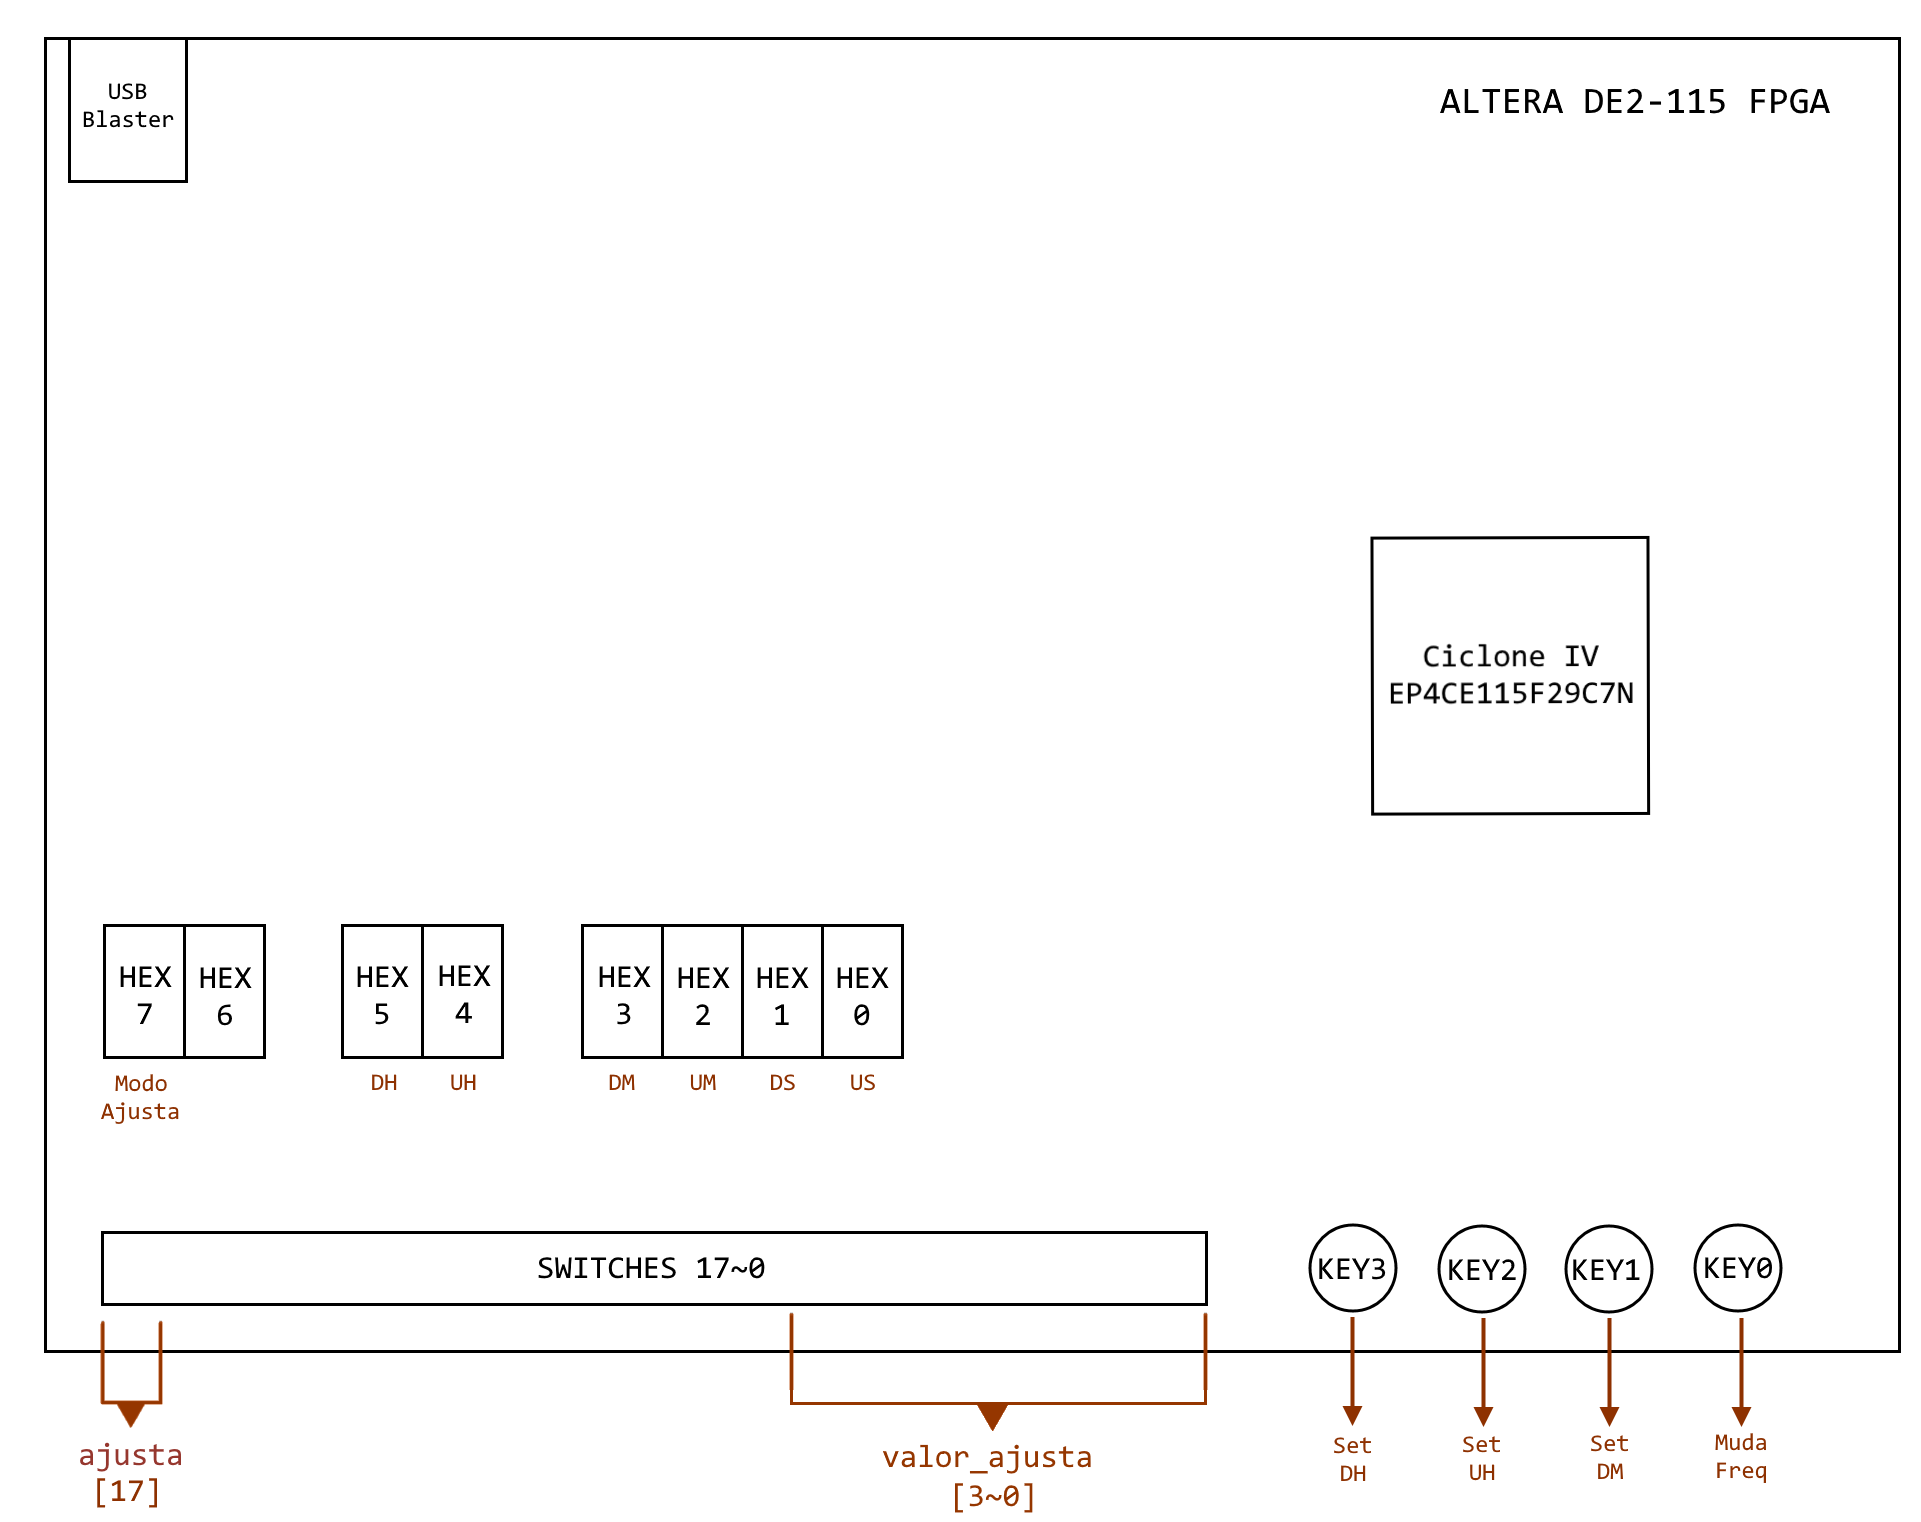 USB
Blaster
ALTERA DE2-115 FPGA
Ciclone IV
EP4CE115F29C7N
HEX
7
HEX
6
HEX
5
HEX
4
HEX
3
HEX
2
HEX
1
HEX
0
Modo
Ajusta
DH
UH
DM
UM
DS
US
SWITCHES 17~0
KEY3
KEY2
KEY1
KEY0
ajusta
[17]
valor_ajusta
[3~0]
Set
DH
Set
UH
Set
DM
Muda
Freq